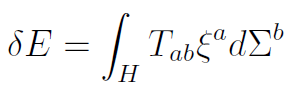 δE = ∫_H T_{ab} ξ^a dΣ^b